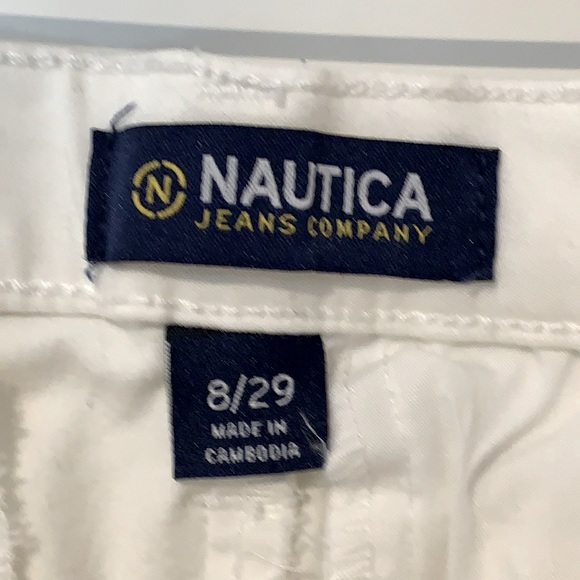 N NAUTICA
JEANS COMPANY
8/29
MADE IN
CAMBODIA